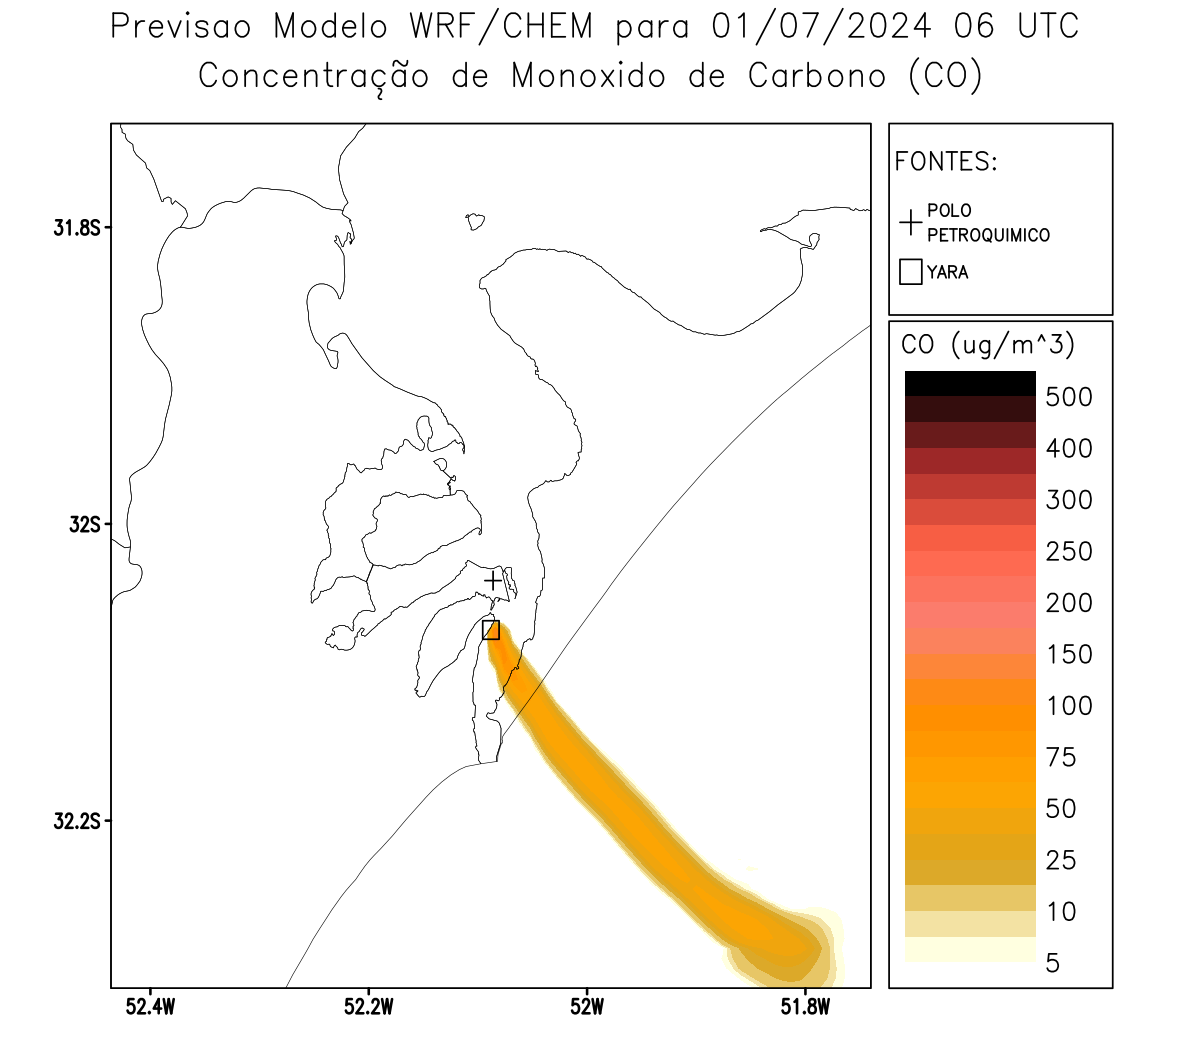 Previsao Modelo WRF/CHEM para 01/07/2024 06 UTC
Concentração de Monoxido de Carbono (CO)
FONTES:
POLO
PETROQUIMICO
YARA
CO (ug/m^3)
500
400
300
250
200
150
100
75
50
25
10
5
31.8S
32S
32.2S
52.4W
52.2W
52W
51.8W